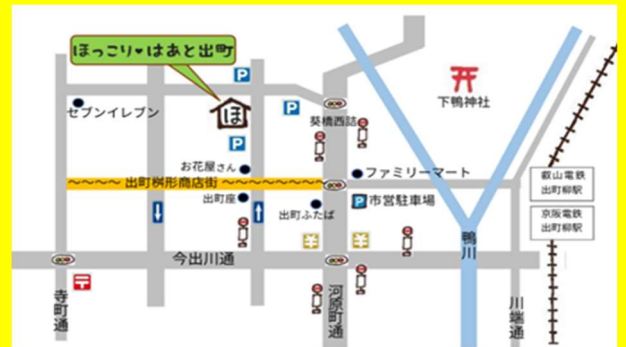 ほっこり♥はあと出町
P
セブンイレブン
ほ
P
P
葵橋西詰
下鴨神社
お花屋さん
ファミリーマート
出町桝形商店街
出町座
出町ふたば
P市営駐車場
叡山電鉄
出町柳駅
京阪電鉄
出町柳駅
鴨川
今出川通
寺町通
河原町通
川端通